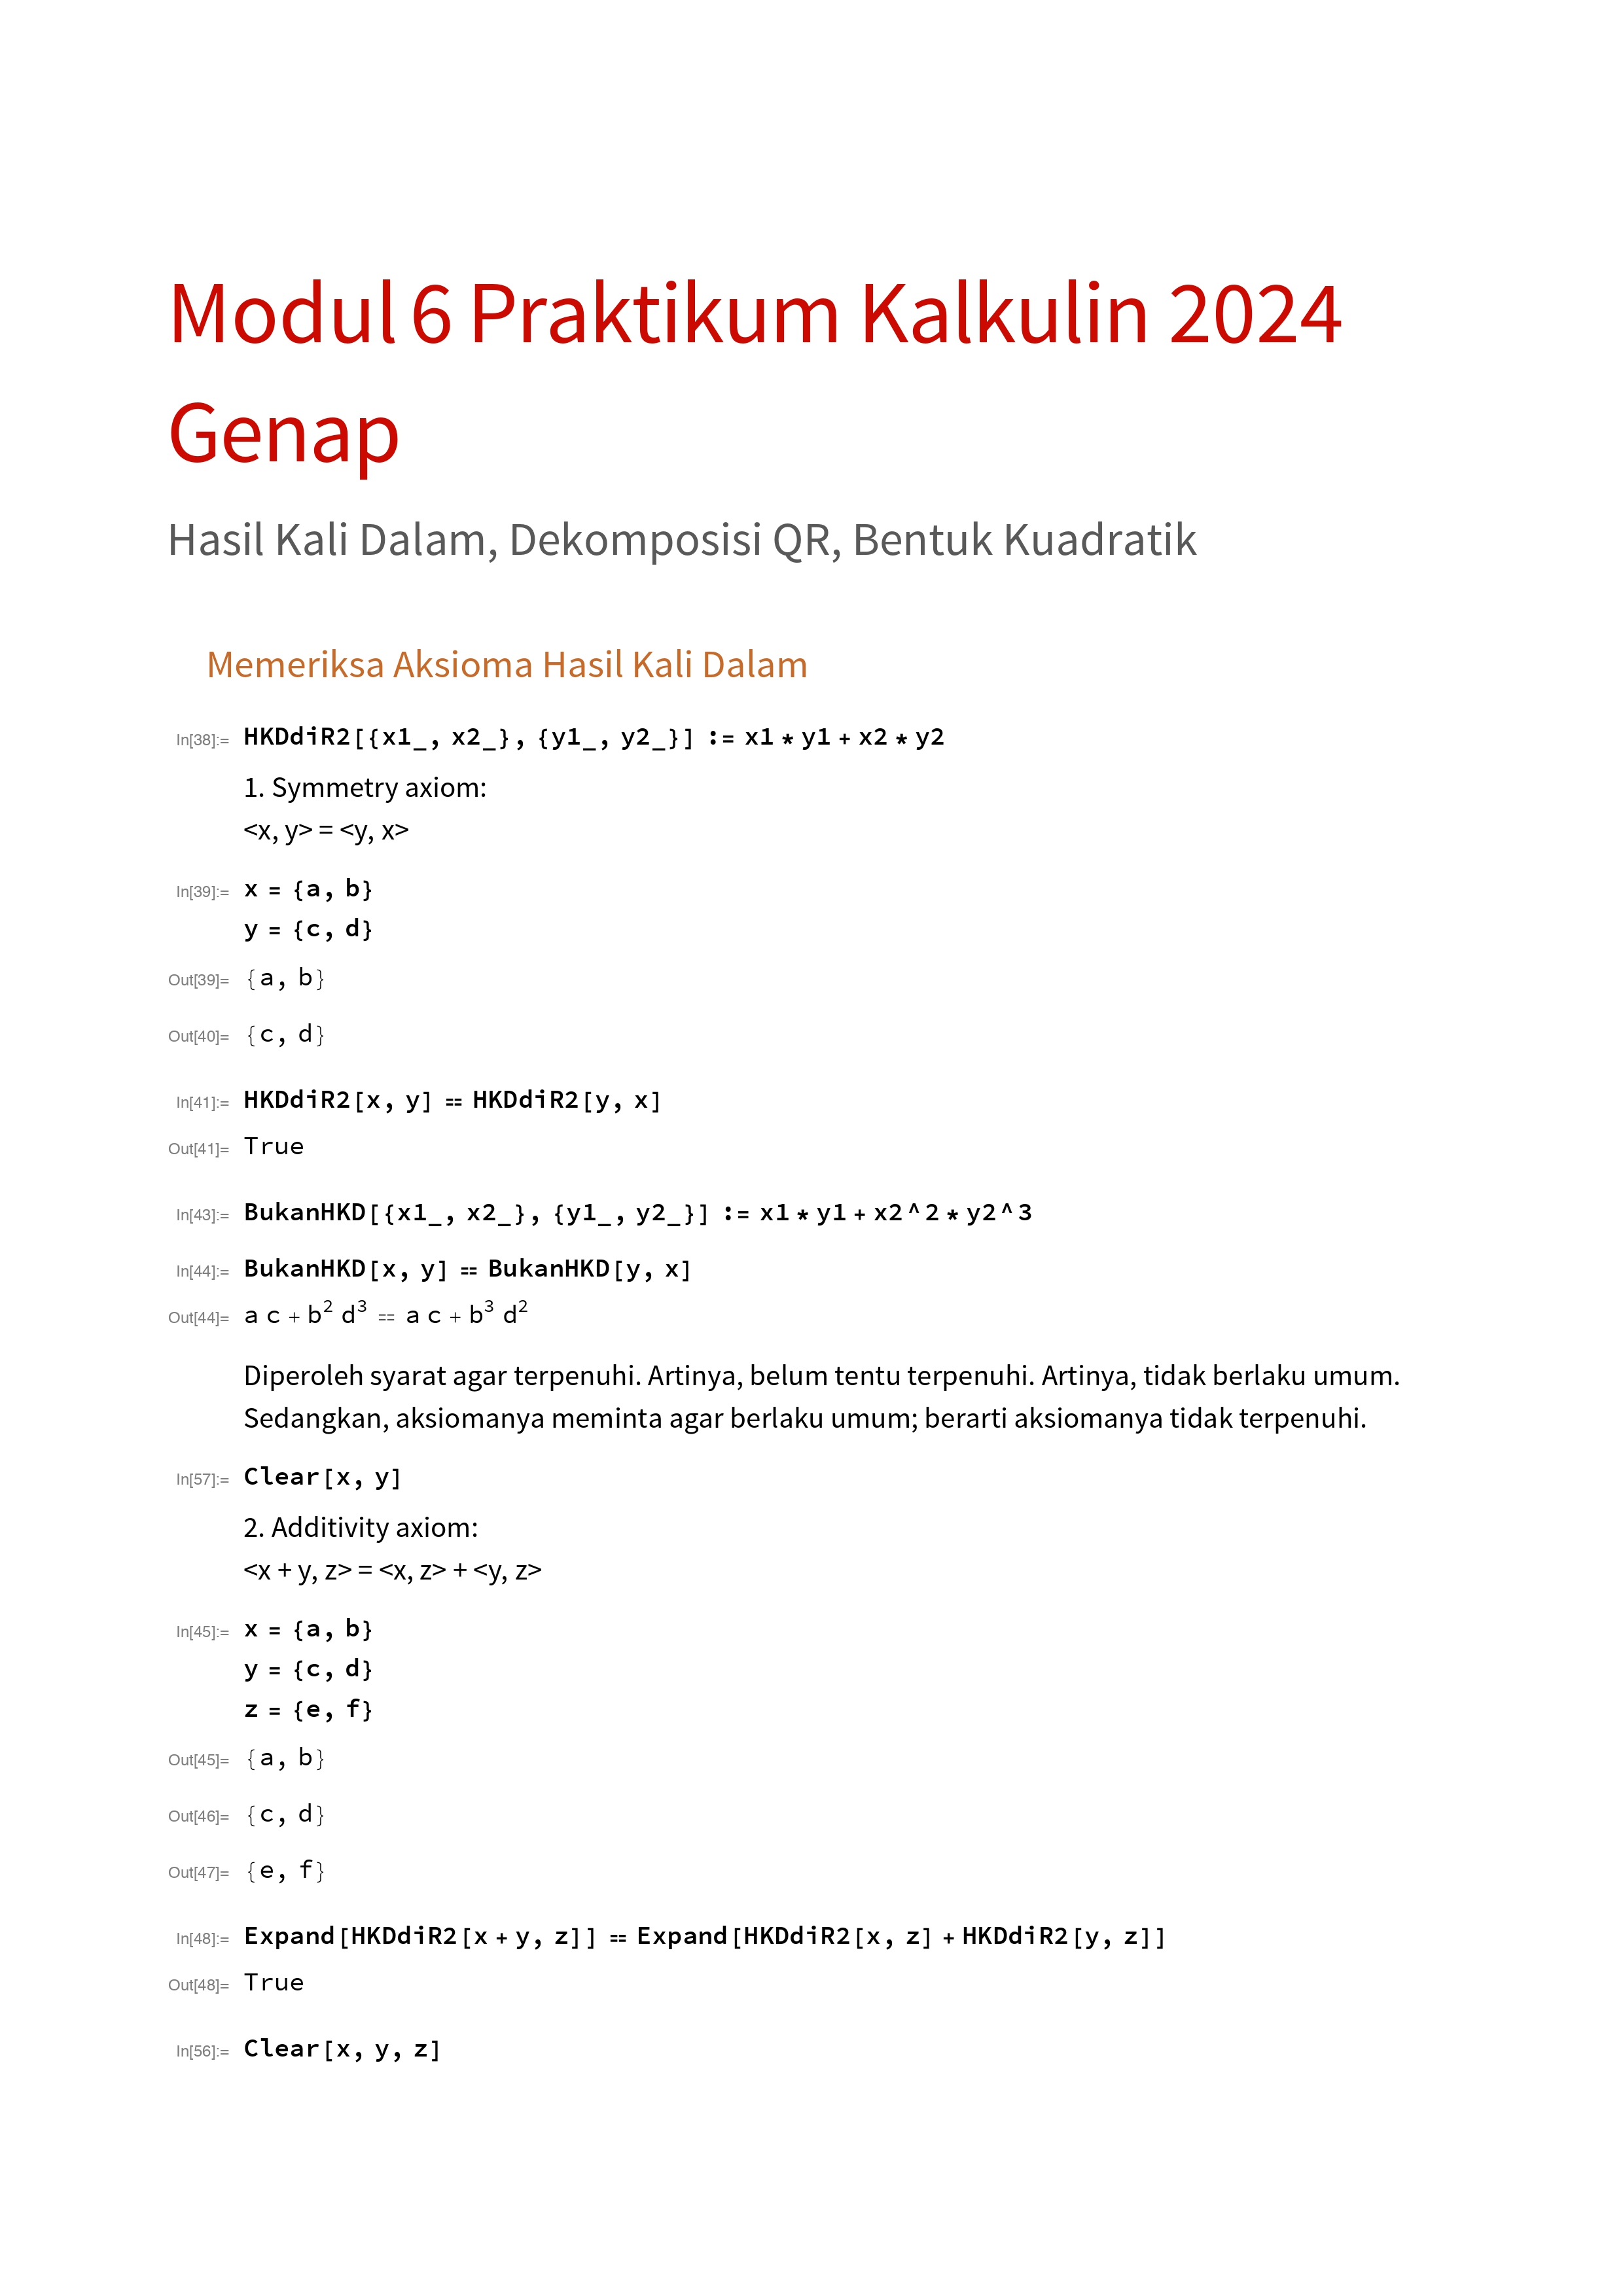 Modul 6 Praktikum Kalkulin 2024
Genap
Hasil Kali Dalam, Dekomposisi QR, Bentuk Kuadratik
Memeriksa Aksioma Hasil Kali Dalam
In[38]:= HKDdiR2[{x1_, x2_}, {y1_, y2_}] := x1 * y1 + x2 * y2
1. Symmetry axiom:
<x, y> = <y, x>
In[39]:= x = {a, b}
y = {c, d}
Out[39]= {a, b}
Out[40]= {c, d}
In[41]:= HKDdiR2[x, y] == HKDdiR2[y, x]
Out[41]= True
In[43]:= BukanHKD[{x1_, x2_}, {y1_, y2_}] := x1 * y1 + x2^2 * y2^3
In[44]:= BukanHKD[x, y] == BukanHKD[y, x]
Out[44]= a c + b² d³ == a c + b³ d²
Diperoleh syarat agar terpenuhi. Artinya, belum tentu terpenuhi. Artinya, tidak berlaku umum.
Sedangkan, aksiomanya meminta agar berlaku umum; berarti aksiomanya tidak terpenuhi.
In[57]:= Clear[x, y]
2. Additivity axiom:
<x + y, z> = <x, z> + <y, z>
In[45]:= x = {a, b}
y = {c, d}
z = {e, f}
Out[45]= {a, b}
Out[46]= {c, d}
Out[47]= {e, f}
In[48]:= Expand[HKDdiR2[x + y, z]] == Expand[HKDdiR2[x, z] + HKDdiR2[y, z]]
Out[48]= True
In[56]:= Clear[x, y, z]